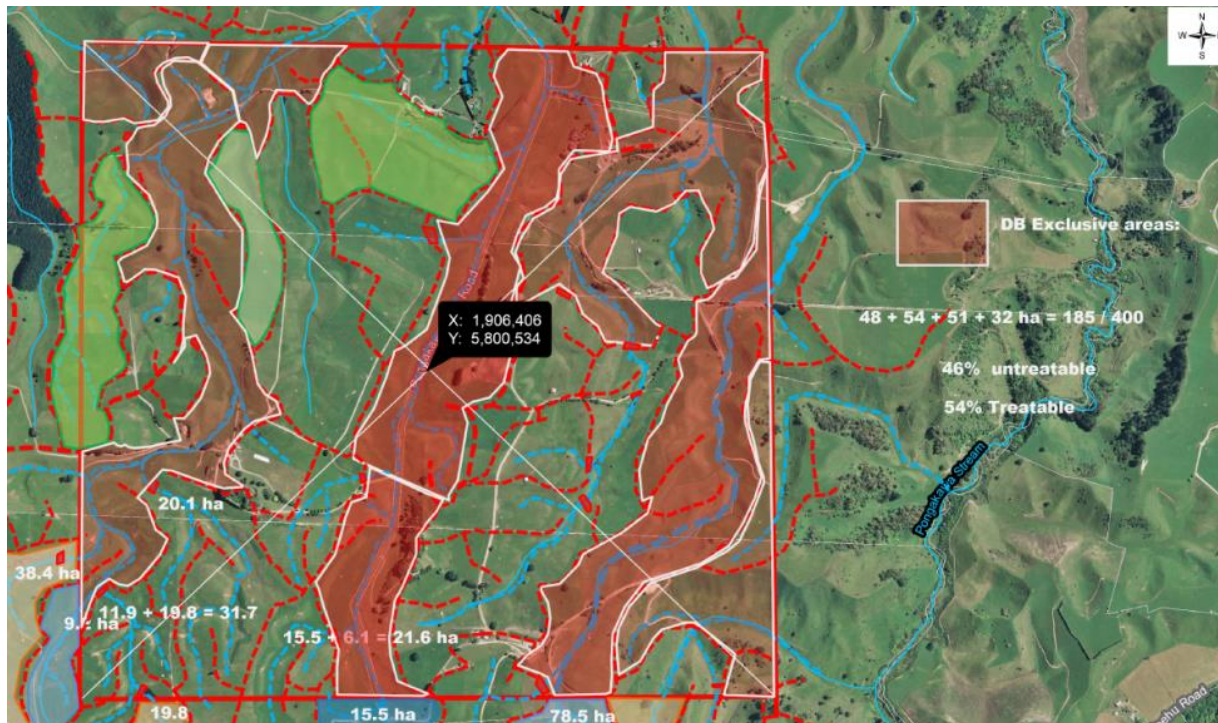 N
W
S
DB Exclusive areas:
X: 1,906,406
Y: 5,800,534
48 + 54 + 51 + 32 ha = 185 / 400
46% untreatable
54% Treatable
Pongakawa Stream
20.1 ha
38.4 ha
11.9 + 19.8 = 31.7
15.5 + 6.1 = 21.6 ha
19.8
15.5 ha
78.5 ha
Road